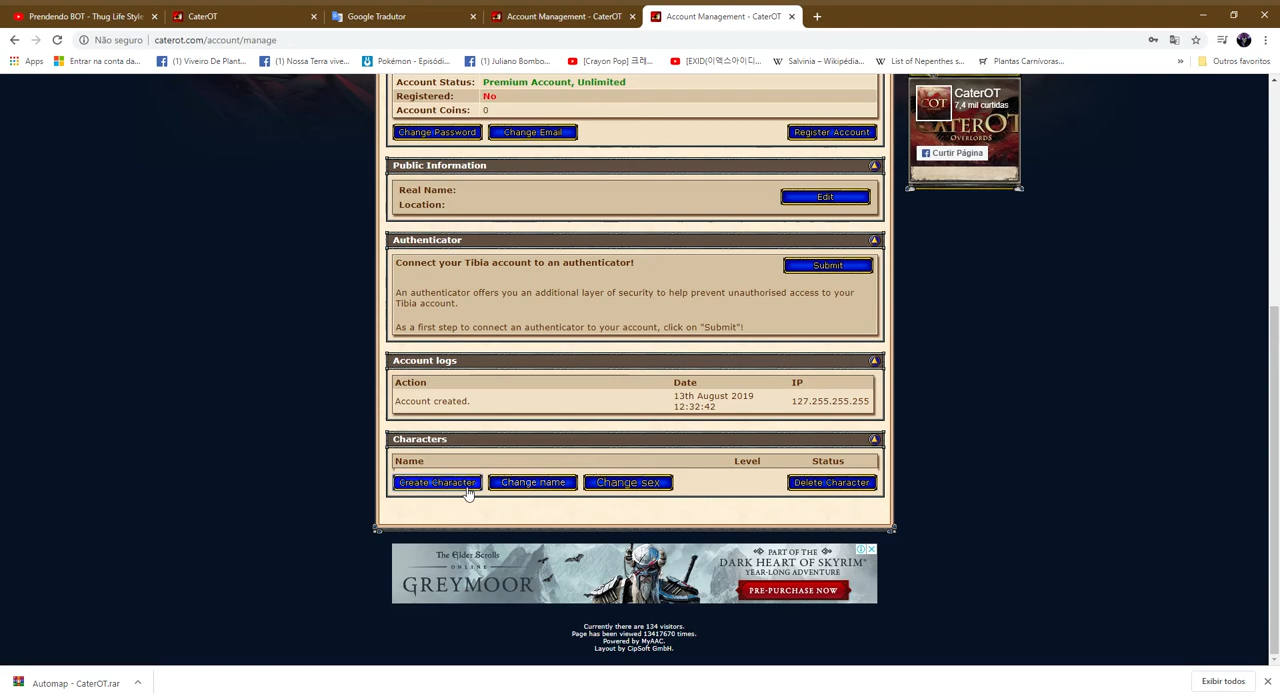 Prendendo BOT - Thug Life Style
CaterOT
Google Tradutor
Account Management - CaterOT
Account Management - CaterOT
Não seguro
caterot.com/account/manage
Apps
Entrar na conta da...
(1) Viveiro De Plant...
(1) Nossa Terra vive...
Pokémon - Episódi...
(1) Juliano Bombo...
[Crayon Pop] 크레...
[EXID(이엑스아이디...
Salvinia – Wikipédia...
List of Nepenthes s...
Plantas Carnívoras...
»
Outros favoritos
Account Status: Premium Account, Unlimited
Registered: No
Account Coins: 0
Change Password
Change Email
Register Account
CaterOT
7,4 mil curtidas
Curtir Página
Public Information
Real Name:
Location:
Edit
Authenticator
Connect your Tibia account to an authenticator!
Submit
An authenticator offers you an additional layer of security to help prevent unauthorised access to your
Tibia account.
As a first step to connect an authenticator to your account, click on "Submit"!
Account logs
Action Date IP
Account created. 13th August 2019 12:32:42 127.255.255.255
Characters
Name Level Status
Create Character
Change name
Change sex
Delete Character
The Elder Scrolls
ONLINE
GREYMOOR
PART OF THE
DARK HEART OF SKYRIM
YEAR-LONG ADVENTURE
PRE-PURCHASE NOW
Currently there are 134 visitors.
Page has been viewed 13417670 times.
Powered by MyAAC.
Layout by CipSoft GmbH.
Automap - CaterOT.rar
Exibir todos